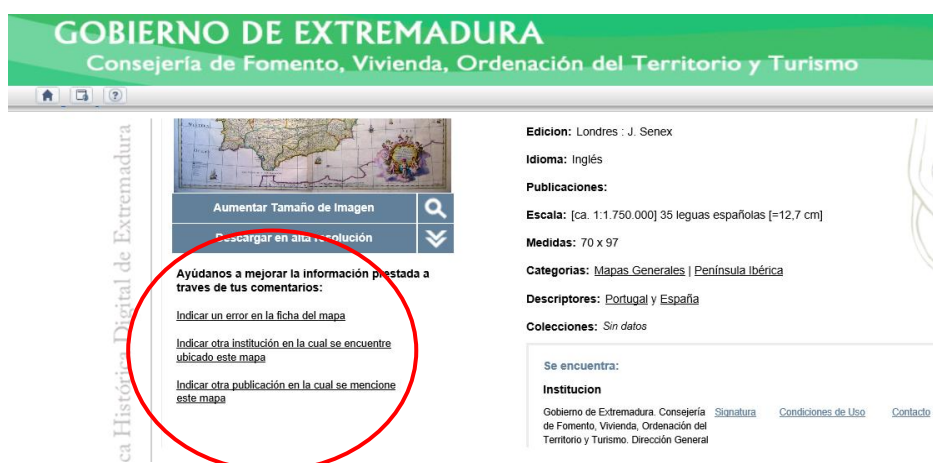 GOBIERNO DE EXTREMADURA
Consejería de Fomento, Vivienda, Ordenación del Territorio y Turismo
ca Histórica Digital de Extremadura
Aumentar Tamaño de Imagen
Descargar en alta resolución
Ayúdanos a mejorar la información prestada a
traves de tus comentarios:
Indicar un error en la ficha del mapa
Indicar otra institución en la cual se encuentre
ubicado este mapa
Indicar otra publicación en la cual se mencione
este mapa
Edicion: Londres : J. Senex
Idioma: Inglés
Publicaciones:
Escala: [ca. 1:1.750.000] 35 leguas españolas [=12,7 cm]
Medidas: 70 x 97
Categorias: Mapas Generales | Península Ibérica
Descriptores: Portugal y España
Colecciones: Sin datos
Se encuentra:
Institucion
Gobierno de Extremadura. Consejería Signatura Condiciones de Uso Contacto
de Fomento, Vivienda, Ordenación del
Territorio y Turismo. Dirección General